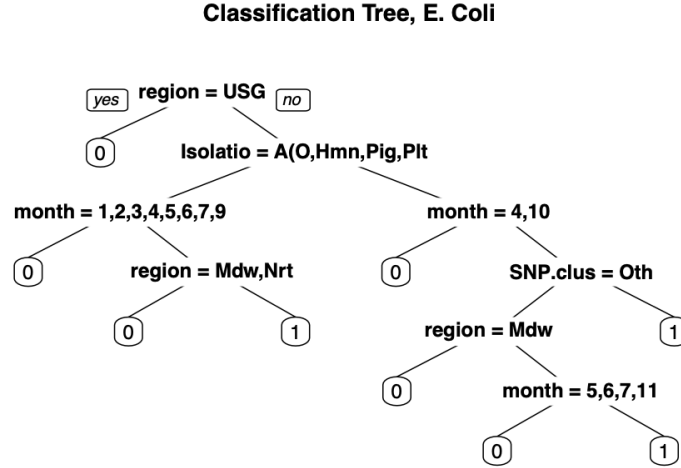 Classification Tree, E. Coli
yes region = USG no
0 Isolatio = A(O,Hmn,Pig,Plt
month = 1,2,3,4,5,6,7,9 month = 4,10
0 region = Mdw,Nrt 0 SNP.clus = Oth
0 1 region = Mdw 1
0 month = 5,6,7,11
0 1